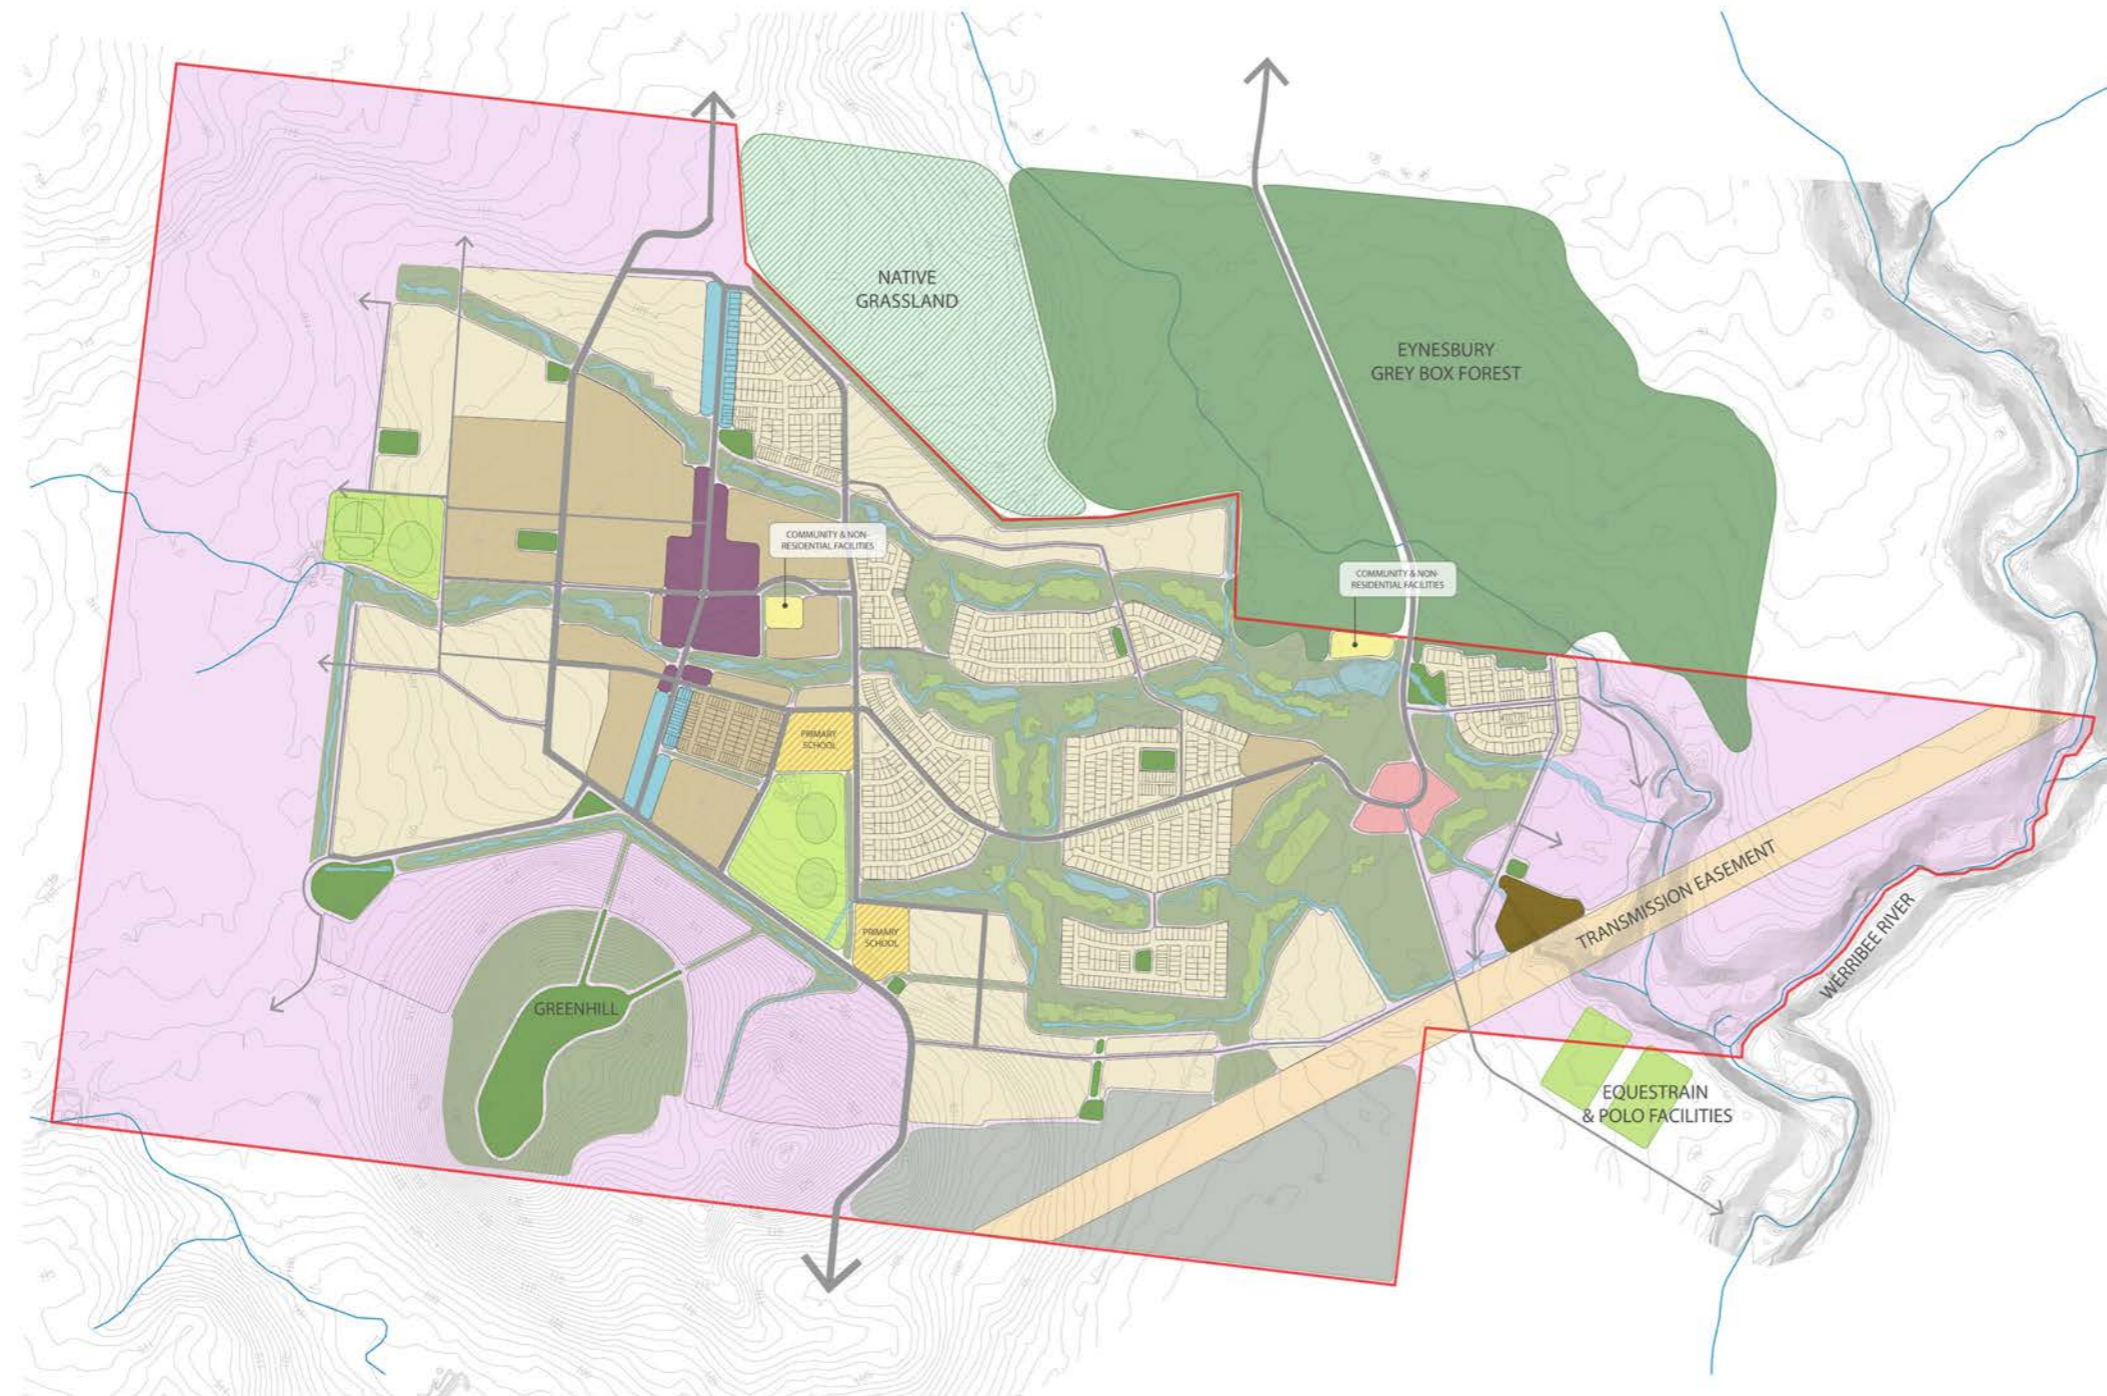 NATIVE
GRASSLAND
EYNESBURY
GREY BOX FOREST
COMMUNITY & NON-
RESIDENTIAL FACILITIES
COMMUNITY & NON-
RESIDENTIAL FACILITIES
PRIMARY
SCHOOL
PRIMARY
SCHOOL
GREENHILL
TRANSMISSION EASEMENT
WERRIBEE RIVER
EQUESTRAIN
& POLO FACILITIES